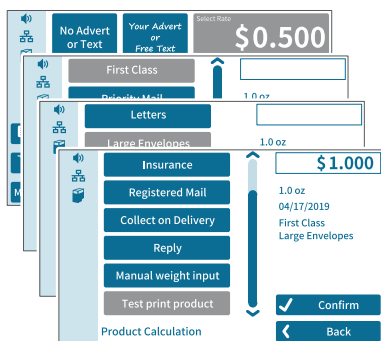 No Advert
or Text
Your Advert
or
Free Text
Select Rate
$0.500
First Class
Priority Mail
1.0 oz
Letters
Large Envelopes
1.0 oz
Insurance
Registered Mail
Collect on Delivery
Reply
Manual weight input
Test print product
Product Calculation
$1.000
1.0 oz
04/17/2019
First Class
Large Envelopes
Confirm
Back